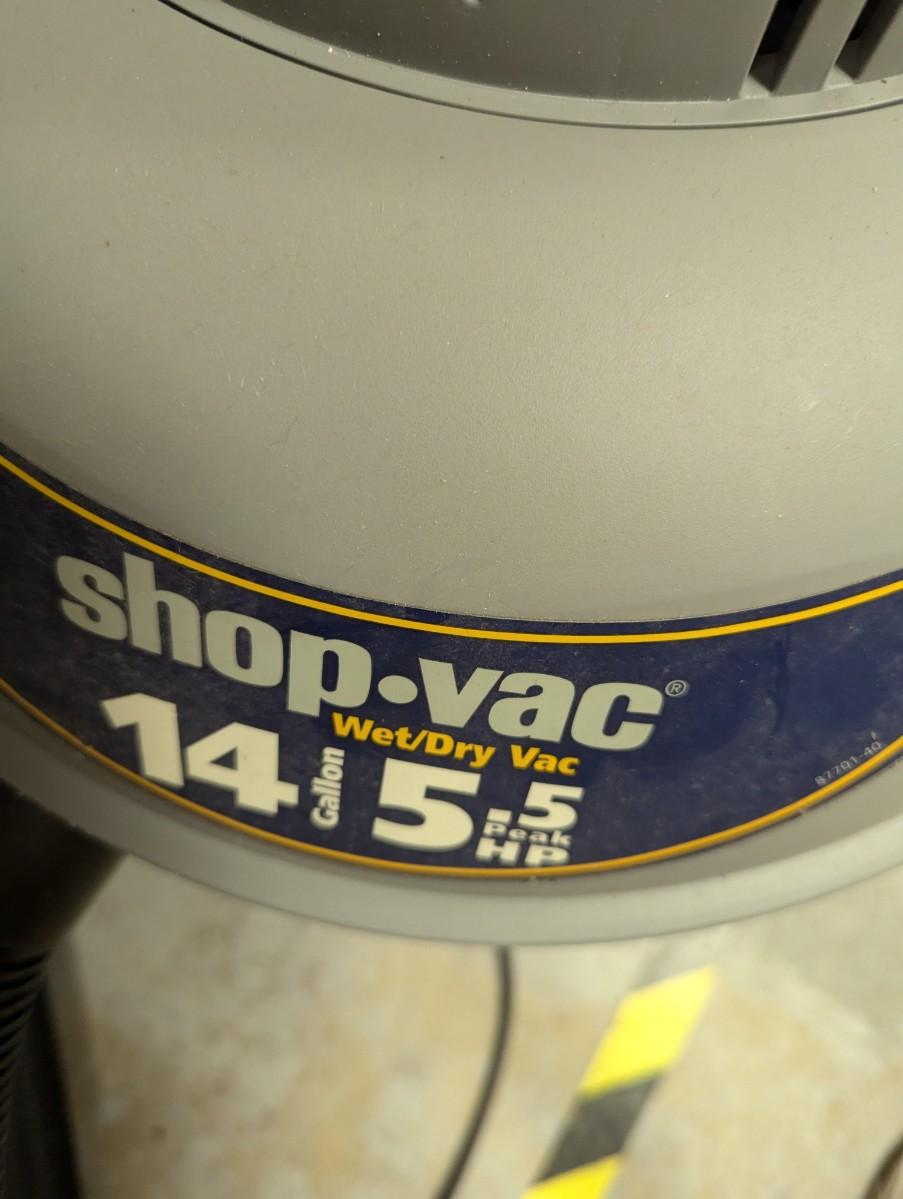 shop·vac®
Wet/Dry Vac
14 Gallon 5.5 Peak HP
87701-40